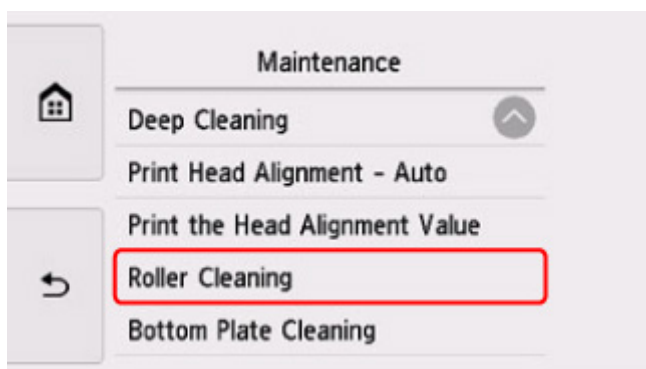 Maintenance
Deep Cleaning
Print Head Alignment - Auto
Print the Head Alignment Value
Roller Cleaning
Bottom Plate Cleaning